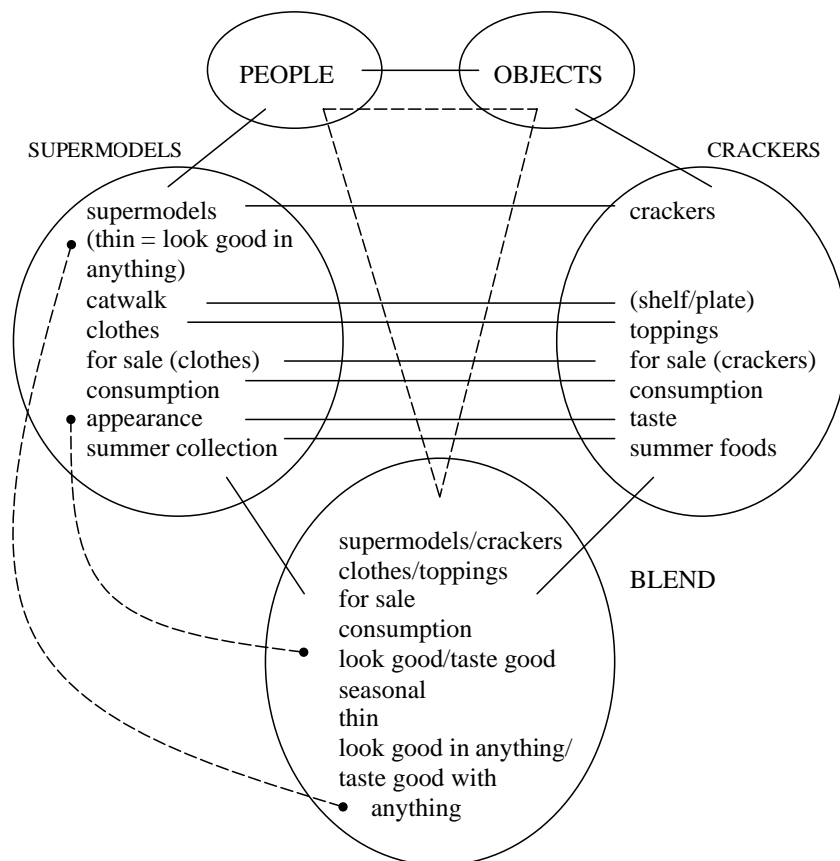 PEOPLE
OBJECTS
SUPERMODELS
CRACKERS
supermodels
(thin = look good in
anything)
catwalk
clothes
for sale (clothes)
consumption
appearance
summer collection
crackers
(shelf/plate)
toppings
for sale (crackers)
consumption
taste
summer foods
supermodels/crackers
clothes/toppings
for sale
consumption
look good/taste good
seasonal
thin
look good in anything/
taste good with
anything
BLEND